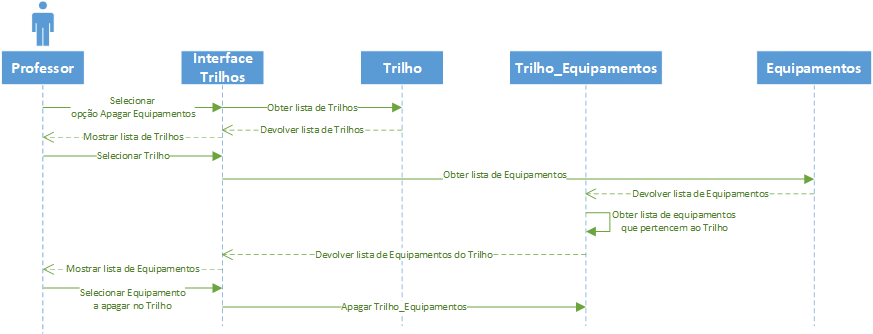 Professor
Interface
Trilhos
Trilho
Trilho_Equipamentos
Equipamentos
Selecionar
opção Apagar Equipamentos
Obter lista de Trilhos
Devolver lista de Trilhos
Mostrar lista de Trilhos
Selecionar Trilho
Obter lista de Equipamentos
Devolver lista de Equipamentos
Obter lista de equipamentos
que pertencem ao Trilho
Devolver lista de Equipamentos do Trilho
Mostrar lista de Equipamentos
Selecionar Equipamento
a apagar no Trilho
Apagar Trilho_Equipamentos